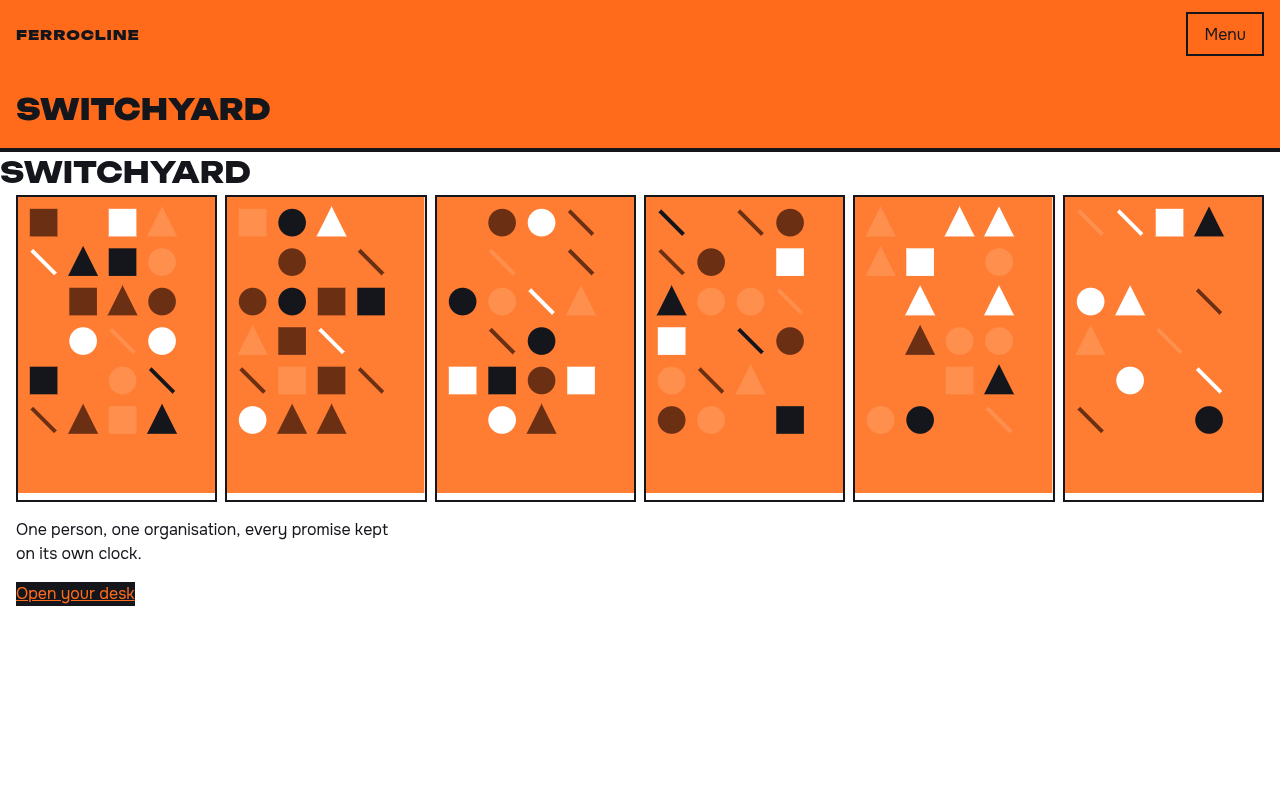 FERROCLINE
Menu
SWITCHYARD
SWITCHYARD
One person, one organisation, every promise kept
on its own clock.
Open your desk